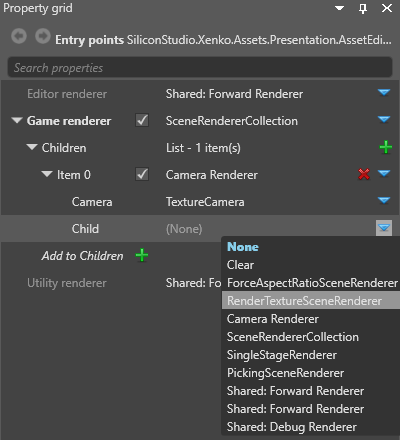 Property grid
Entry points SiliconStudio.Xenko.Assets.Presentation.AssetEdi...
Search properties
Editor renderer Shared: Forward Renderer
Game renderer SceneRendererCollection
Children List - 1 item(s)
Item 0 Camera Renderer
Camera TextureCamera
Child (None)
None
Add to Children
Clear
ForceAspectRatioSceneRenderer
Utility renderer Shared: Fo
RenderTextureSceneRenderer
Camera Renderer
SceneRendererCollection
SingleStageRenderer
PickingSceneRenderer
Shared: Forward Renderer
Shared: Forward Renderer
Shared: Debug Renderer